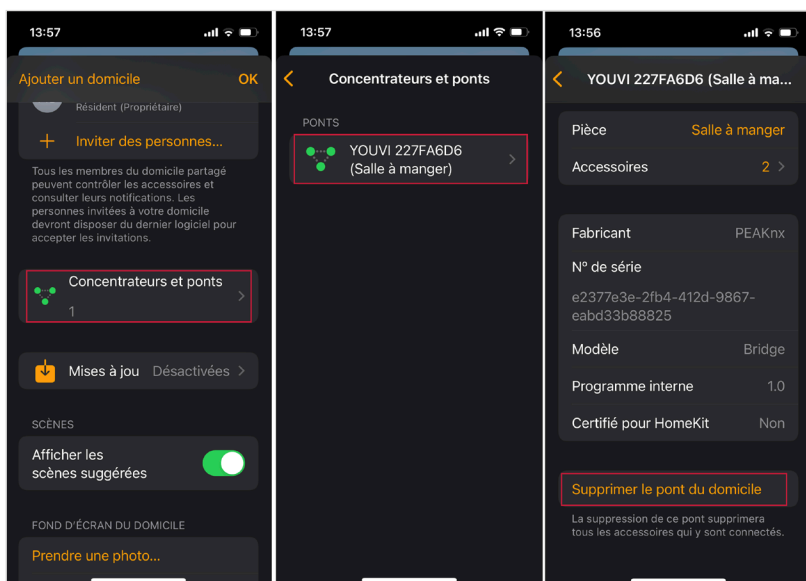 13:57
Ajouter un domicile OK
Résident (Propriétaire)
+ Inviter des personnes...
Tous les membres du domicile partagé
peuvent contrôler les accessoires et
consulter leurs notifications. Les
personnes invitées à votre domicile
devront disposer du dernier logiciel pour
accepter les invitations.
Concentrateurs et ponts
1
Mises à jou Désactivées
SCÈNES
Afficher les
scènes suggérées
FOND D'ÉCRAN DU DOMICILE
Prendre une photo...
13:57
Concentrateurs et ponts
PONTS
YOUVI 227FA6D6
(Salle à manger)
13:56
YOUVI 227FA6D6 (Salle à ma...
Pièce Salle à manger
Accessoires 2
Fabricant PEAKnx
N° de série
e2377e3e-2fb4-412d-9867-
eabd33b88825
Modèle Bridge
Programme interne 1.0
Certifié pour HomeKit Non
Supprimer le pont du domicile
La suppression de ce pont supprimera
tous les accessoires qui y sont connectés.